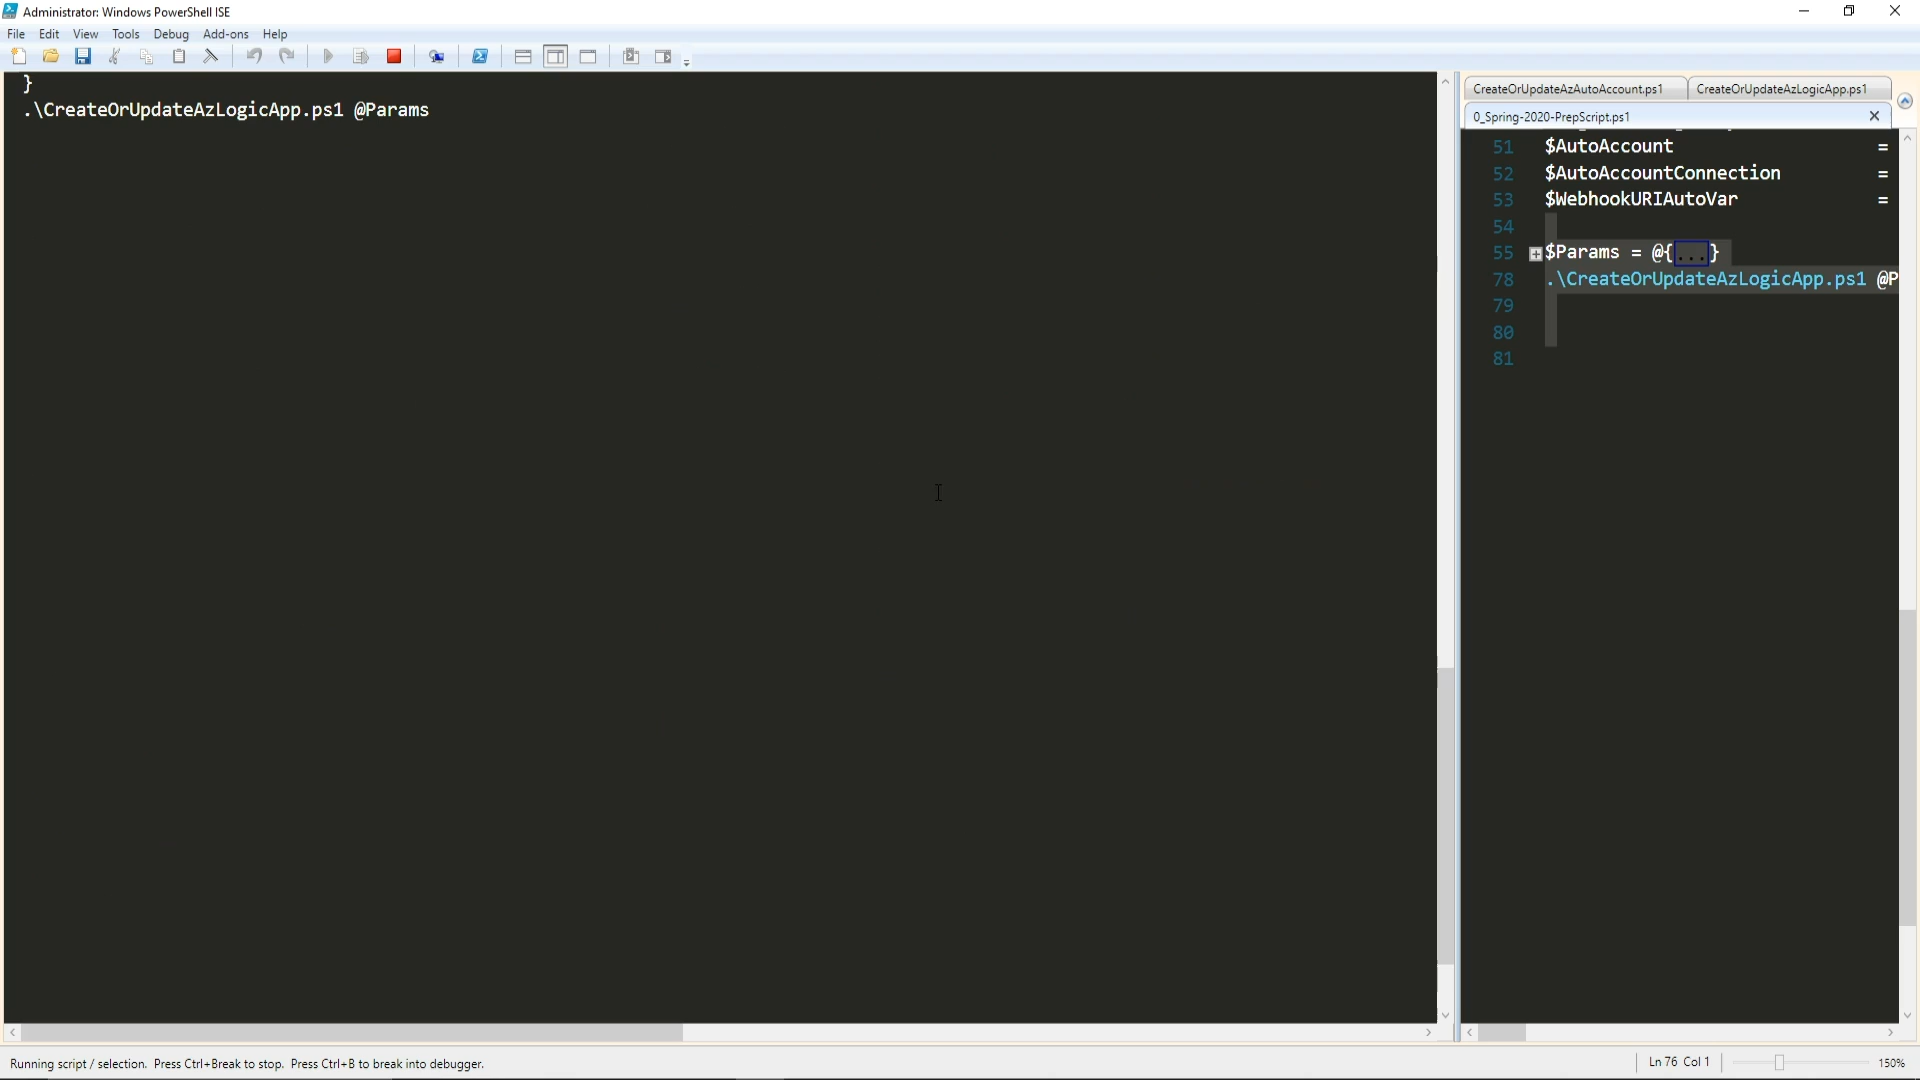 Administrator: Windows PowerShell ISE
File Edit View Tools Debug Add-ons Help
}
.\CreateOrUpdateAzLogicApp.ps1 @Params
CreateOrUpdateAzAutoAccount.ps1 CreateOrUpdateAzLogicApp.ps1
0_Spring-2020-PrepScript.ps1
51 $AutoAccount =
52 $AutoAccountConnection =
53 $WebhookURIAutoVar =
54
55 $Params = @{...}
78 .\CreateOrUpdateAzLogicApp.ps1 @P
79
80
81
Running script / selection. Press Ctrl+Break to stop. Press Ctrl+B to break into debugger.
Ln 76 Col 1
150%